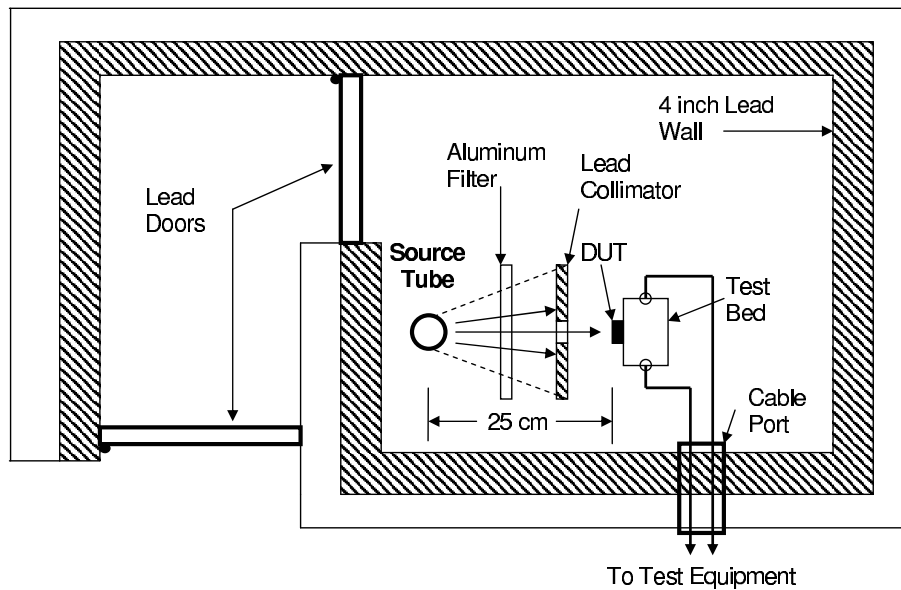 4 inch Lead
Wall
Aluminum
Filter
Lead
Collimator
Lead
Doors
Source
Tube
DUT
Test
Bed
25 cm
Cable
Port
To Test Equipment